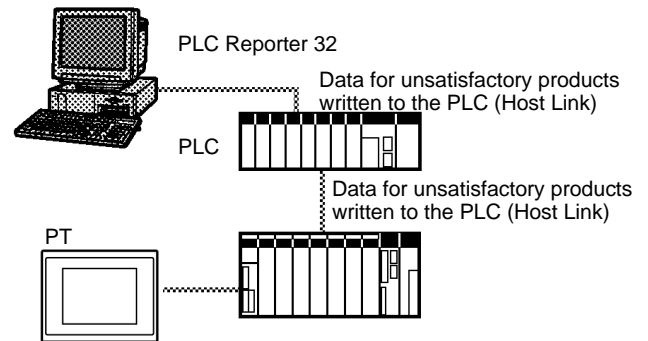 PLC Reporter 32
Data for unsatisfactory products
written to the PLC (Host Link)
PLC
Data for unsatisfactory products
written to the PLC (Host Link)
PT